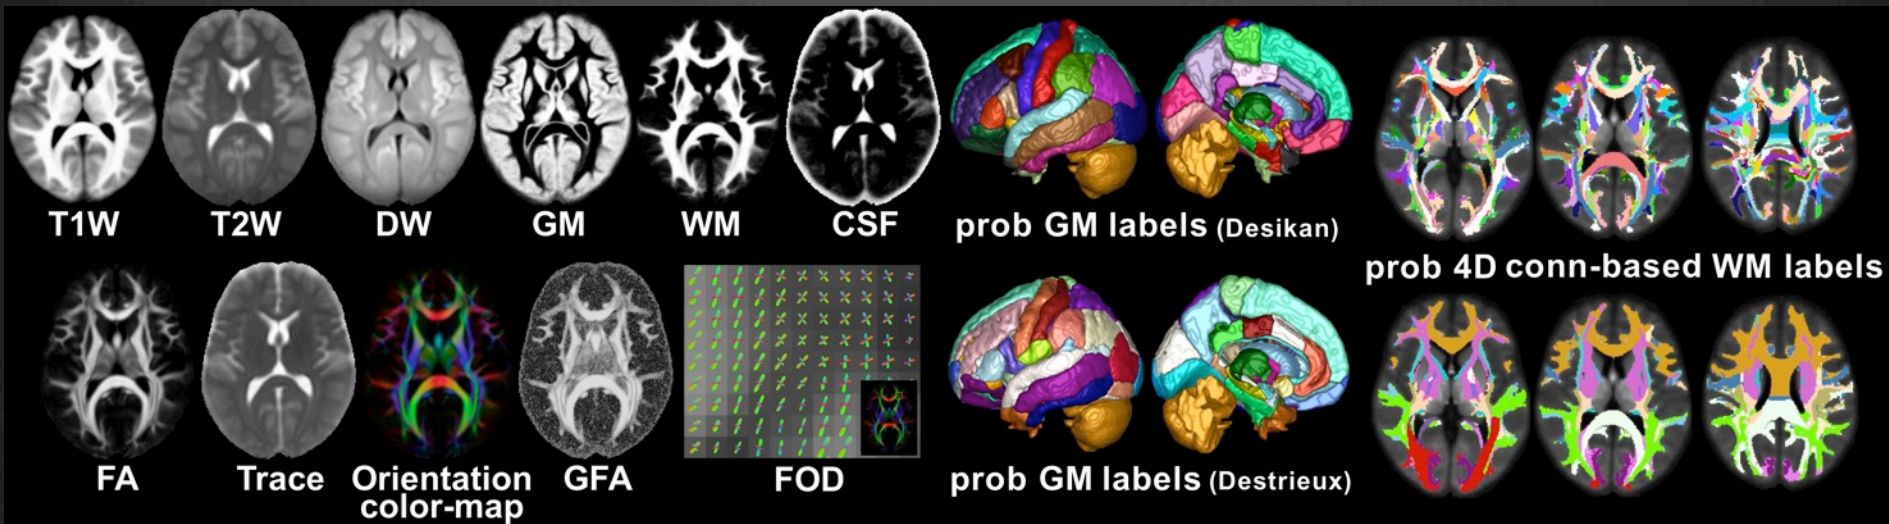 T1W
T2W
DW
GM
WM
CSF
prob GM labels (Desikan)
prob 4D conn-based WM labels
FA
Trace
Orientation
color-map
GFA
FOD
prob GM labels (Destrieux)